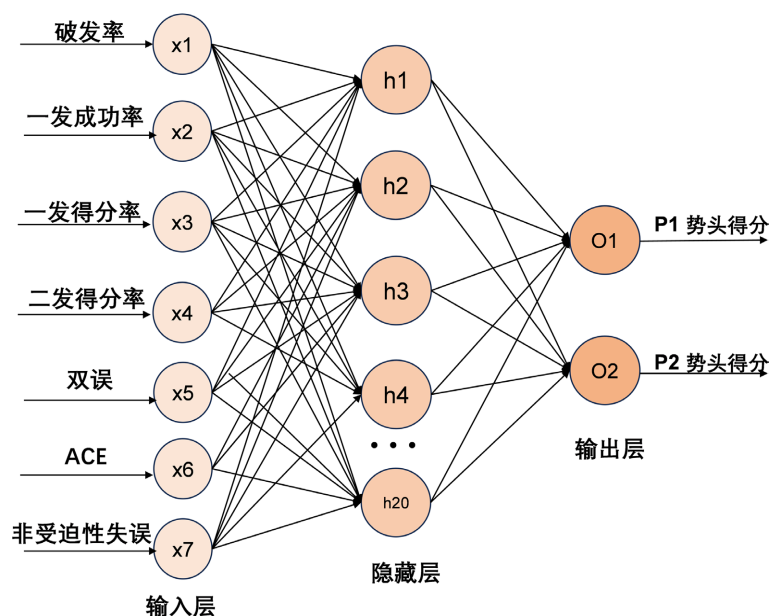 破发率
x1
一发成功率
x2
一发得分率
x3
二发得分率
x4
双误
x5
ACE
x6
非受迫性失误
x7
输入层
h1
h2
h3
h4
...
h20
隐藏层
O1
P1 势头得分
O2
P2 势头得分
输出层